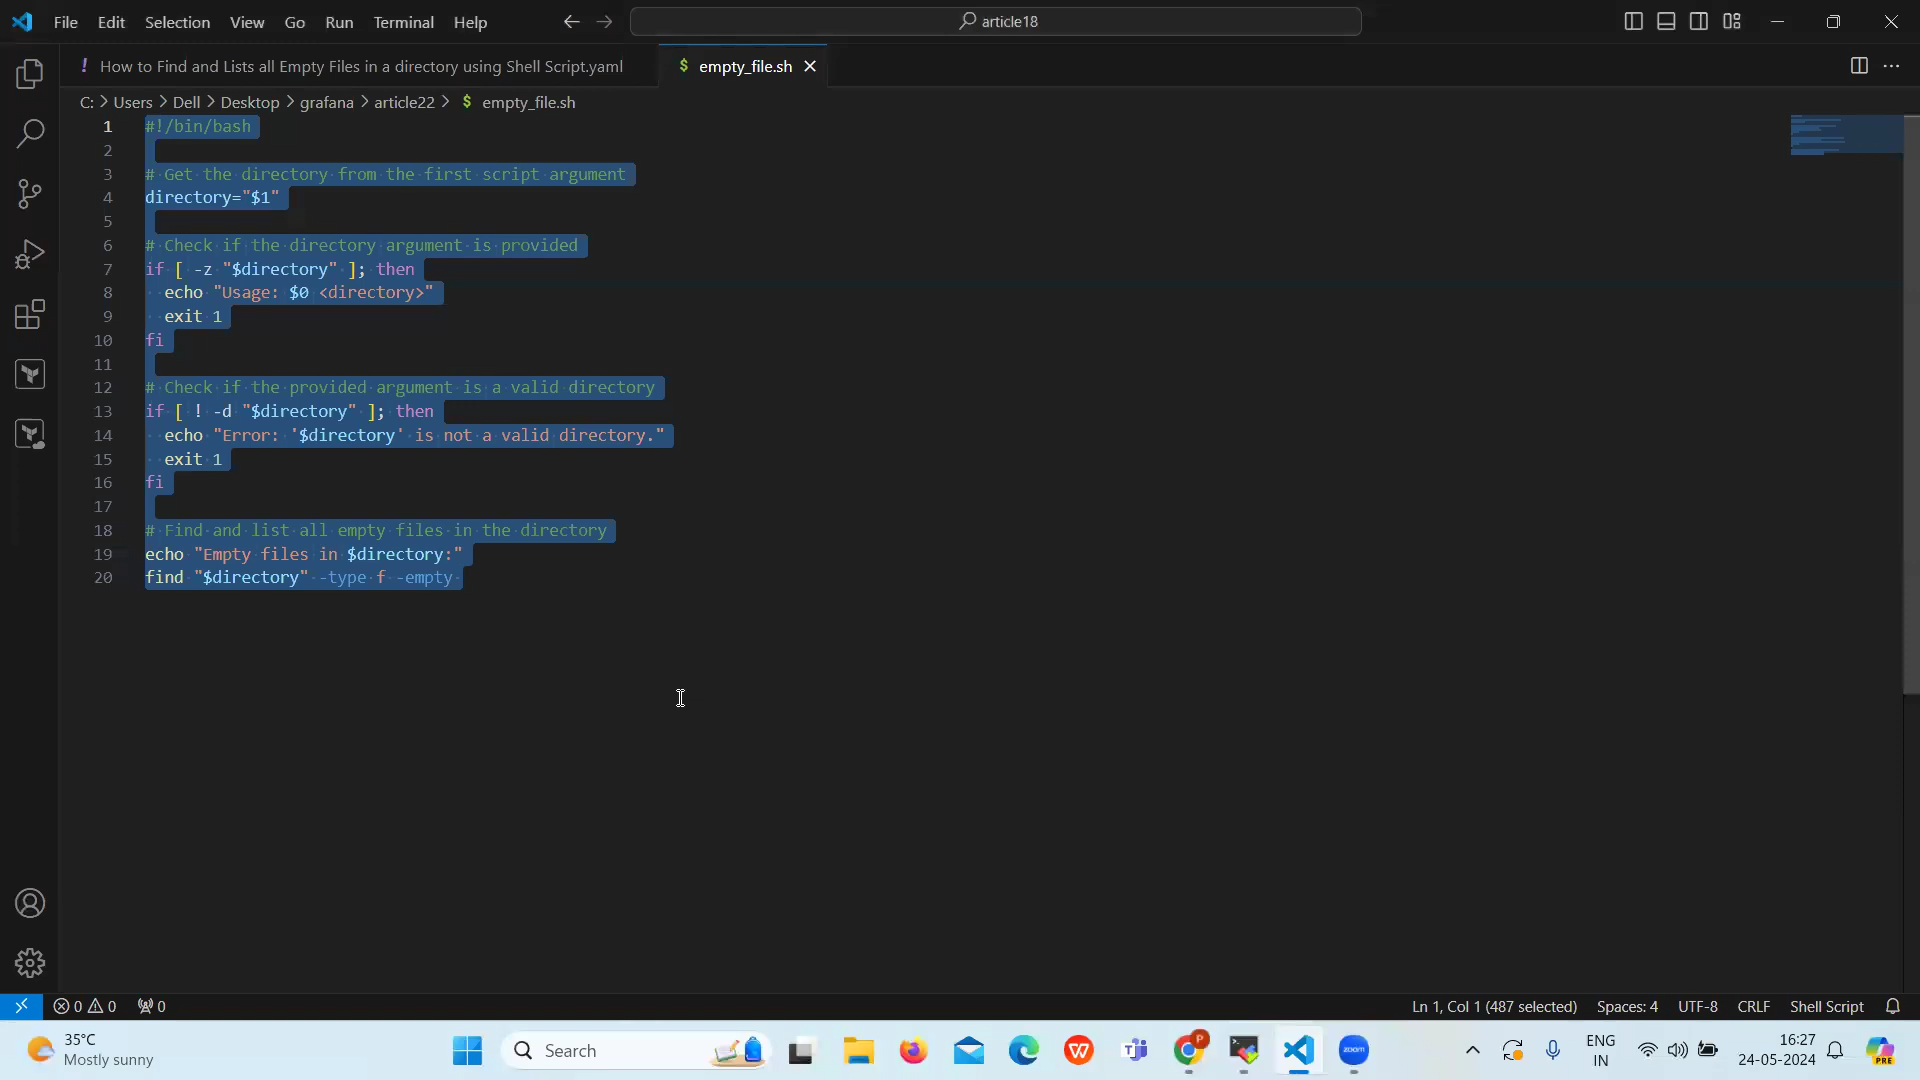 File Edit Selection View Go Run Terminal Help article18
! How to Find and Lists all Empty Files in a directory using Shell Script.yaml $ empty_file.sh
C: > Users > Dell > Desktop > grafana > article22 > $ empty_file.sh
1 #!/bin/bash
2
3 # Get the directory from the first script argument
4 directory="$1"
5
6 # Check if the directory argument is provided
7 if [ -z "$directory" ]; then
8   echo "Usage: $0 <directory>"
9   exit 1
10 fi
11
12 # Check if the provided argument is a valid directory
13 if [ ! -d "$directory" ]; then
14   echo "Error: '$directory' is not a valid directory."
15   exit 1
16 fi
17
18 # Find and list all empty files in the directory
19 echo "Empty files in $directory:"
20 find "$directory" -type f -empty
0 0 0 Ln 1, Col 1 (487 selected) Spaces: 4 UTF-8 CRLF Shell Script
35°C
Mostly sunny
Search
W
zoom
P
ENG
IN
16:27
24-05-2024
PRE